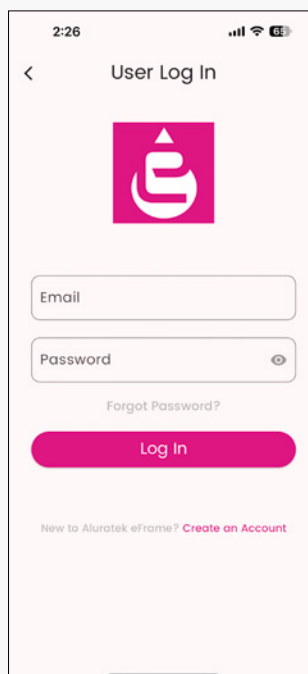 2:26
65
User Log In
Email
Password
Forgot Password?
Log In
New to Aluratek eFrame? Create an Account